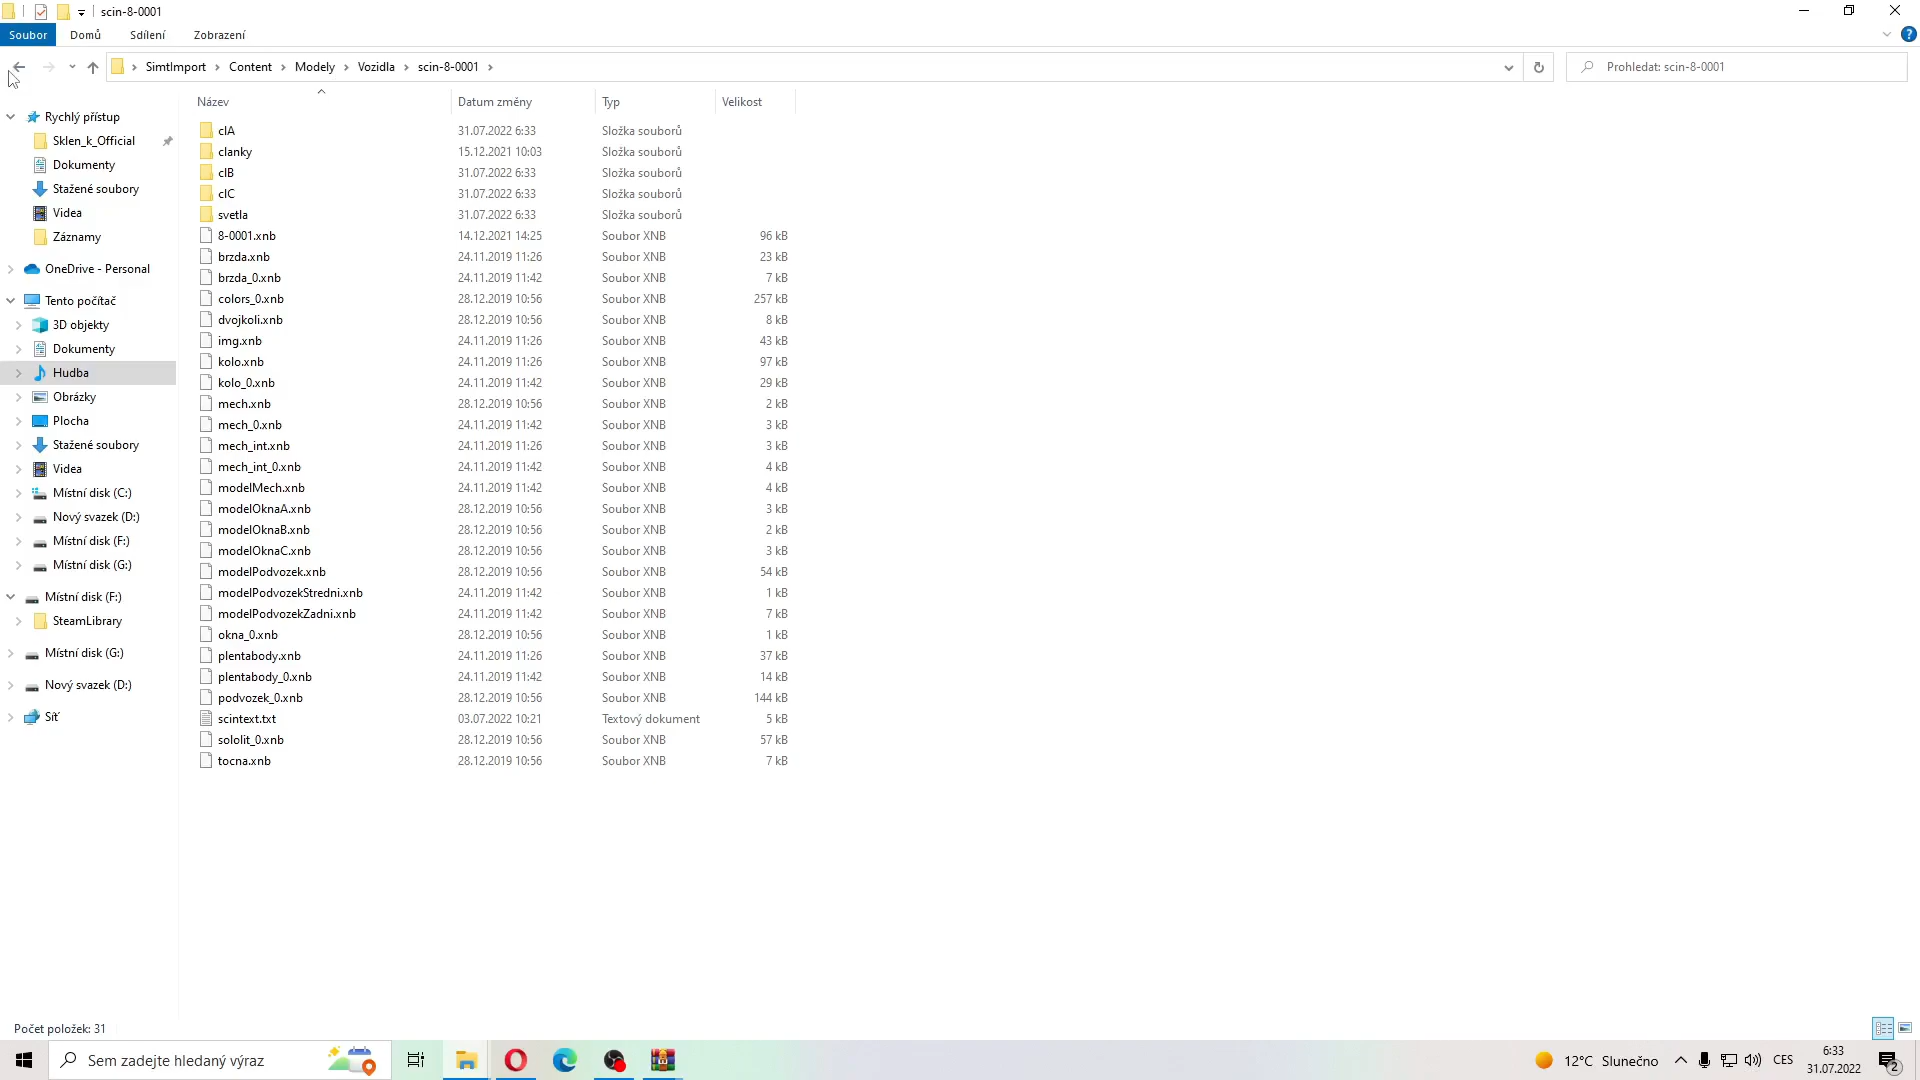 scin-8-0001
Soubor Domů Sdílení Zobrazení
SimtImport Content Modely Vozidla scin-8-0001
Prohledat: scin-8-0001
Rychlý přístup
Sklen_k_Official
Dokumenty
Stažené soubory
Videa
Záznamy
OneDrive - Personal
Tento počítač
3D objekty
Dokumenty
Hudba
Obrázky
Plocha
Stažené soubory
Videa
Místní disk (C:)
Nový svazek (D:)
Místní disk (F:)
Místní disk (G:)
Místní disk (F:)
SteamLibrary
Místní disk (G:)
Nový svazek (D:)
Síť
Název Datum změny Typ Velikost
clA 31.07.2022 6:33 Složka souborů
clanky 15.12.2021 10:03 Složka souborů
clB 31.07.2022 6:33 Složka souborů
clC 31.07.2022 6:33 Složka souborů
svetla 31.07.2022 6:33 Složka souborů
8-0001.xnb 14.12.2021 14:25 Soubor XNB 96 kB
brzda.xnb 24.11.2019 11:26 Soubor XNB 23 kB
brzda_0.xnb 24.11.2019 11:42 Soubor XNB 7 kB
colors_0.xnb 28.12.2019 10:56 Soubor XNB 257 kB
dvojkoli.xnb 28.12.2019 10:56 Soubor XNB 8 kB
img.xnb 24.11.2019 11:26 Soubor XNB 43 kB
kolo.xnb 24.11.2019 11:26 Soubor XNB 97 kB
kolo_0.xnb 24.11.2019 11:42 Soubor XNB 29 kB
mech.xnb 28.12.2019 10:56 Soubor XNB 2 kB
mech_0.xnb 24.11.2019 11:42 Soubor XNB 3 kB
mech_int.xnb 24.11.2019 11:26 Soubor XNB 3 kB
mech_int_0.xnb 24.11.2019 11:42 Soubor XNB 4 kB
modelMech.xnb 24.11.2019 11:42 Soubor XNB 4 kB
modelOknaA.xnb 28.12.2019 10:56 Soubor XNB 3 kB
modelOknaB.xnb 28.12.2019 10:56 Soubor XNB 2 kB
modelOknaC.xnb 28.12.2019 10:56 Soubor XNB 3 kB
modelPodvozek.xnb 28.12.2019 10:56 Soubor XNB 54 kB
modelPodvozekStredni.xnb 24.11.2019 11:42 Soubor XNB 1 kB
modelPodvozekZadni.xnb 24.11.2019 11:42 Soubor XNB 7 kB
okna_0.xnb 28.12.2019 10:56 Soubor XNB 1 kB
plentabody.xnb 24.11.2019 11:26 Soubor XNB 37 kB
plentabody_0.xnb 24.11.2019 11:42 Soubor XNB 14 kB
podvozek_0.xnb 28.12.2019 10:56 Soubor XNB 144 kB
scintext.txt 03.07.2022 10:21 Textový dokument 5 kB
sololit_0.xnb 28.12.2019 10:56 Soubor XNB 57 kB
tocna.xnb 28.12.2019 10:56 Soubor XNB 7 kB
Počet položek: 31
Sem zadejte hledaný výraz
12°C Slunečno
CES
6:33
31.07.2022
2